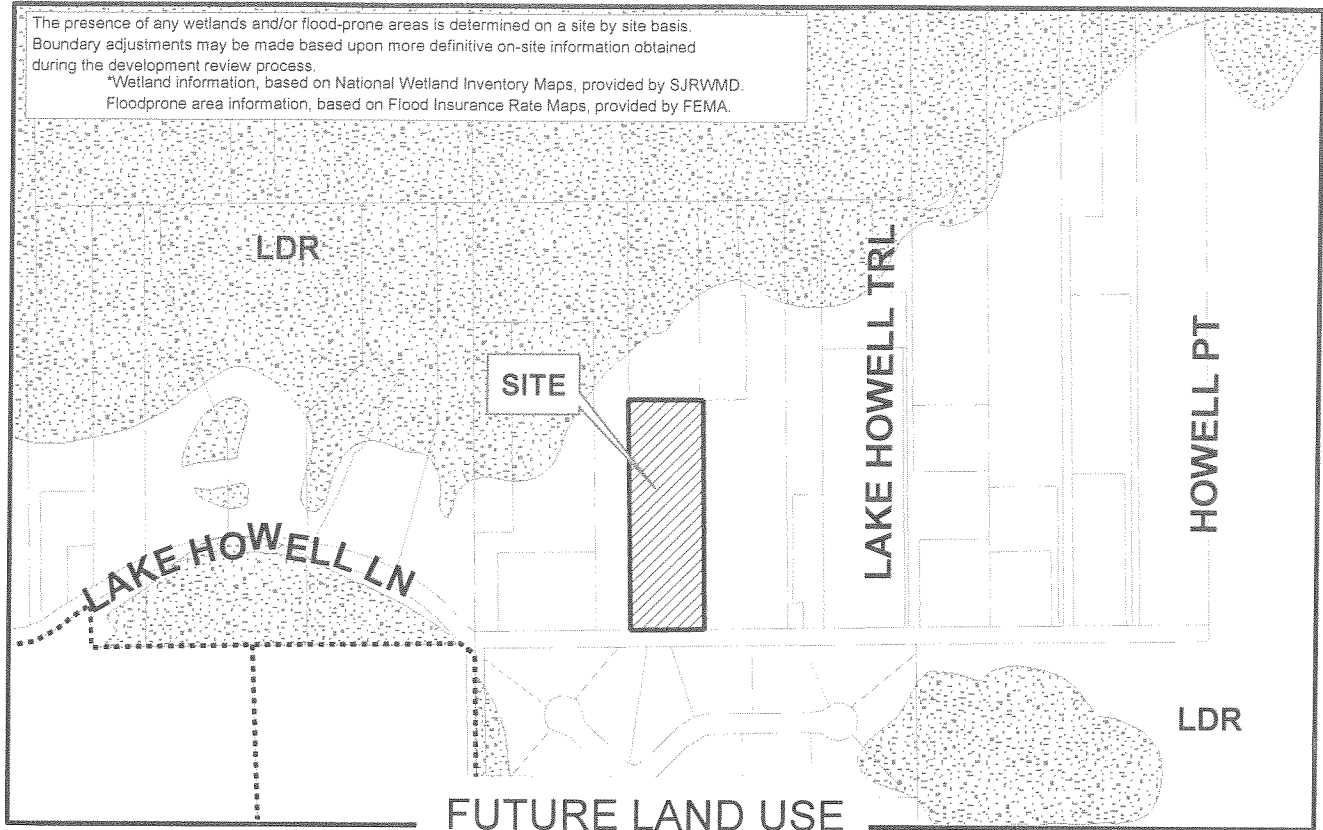 The presence of any wetlands and/or flood-prone areas is determined on a site by site basis.
Boundary adjustments may be made based upon more definitive on-site information obtained
during the development review process.
*Wetland information, based on National Wetland Inventory Maps, provided by SJRWMD.
Floodprone area information, based on Flood Insurance Rate Maps, provided by FEMA.
LDR
SITE
LAKE HOWELL TRL
HOWELL PT
LAKE HOWELL LN
LDR
FUTURE LAND USE